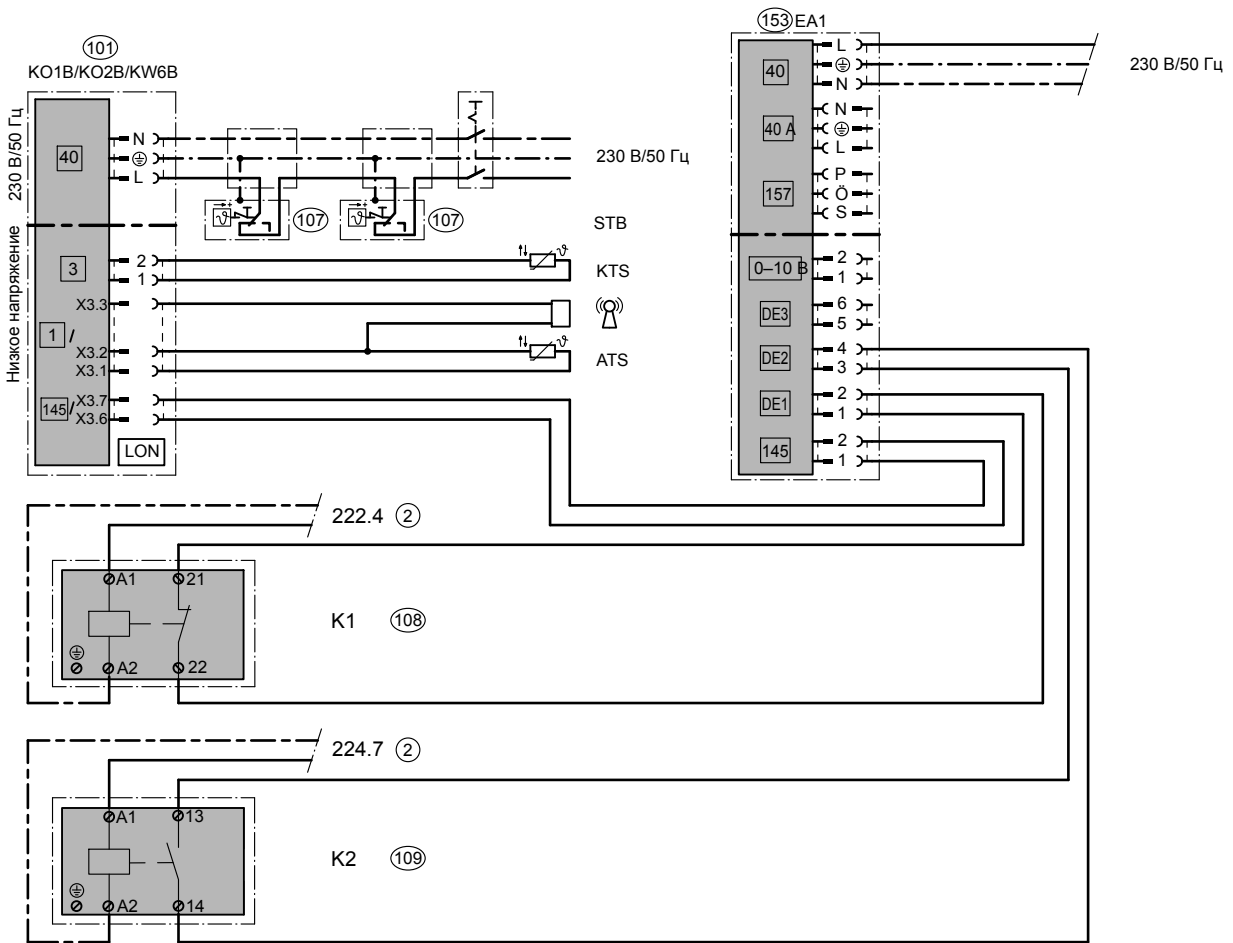 101
KO1B/KO2B/KW6B
230 В/50 Гц
Низкое напряжение
40
N
L
3
2
1
X3.3
1 /
X3.2
X3.1
145 / X3.7
X3.6
LON
107
107
230 В/50 Гц
STB
KTS
ATS
153 EA1
40
L
N
230 В/50 Гц
40 A
N
L
157
P
Ö
S
0–10 В
2
1
DE3
6
5
DE2
4
3
DE1
2
1
145
2
1
222.4 2
A1 21
A2 22
K1 108
224.7 2
A1 13
A2 14
K2 109